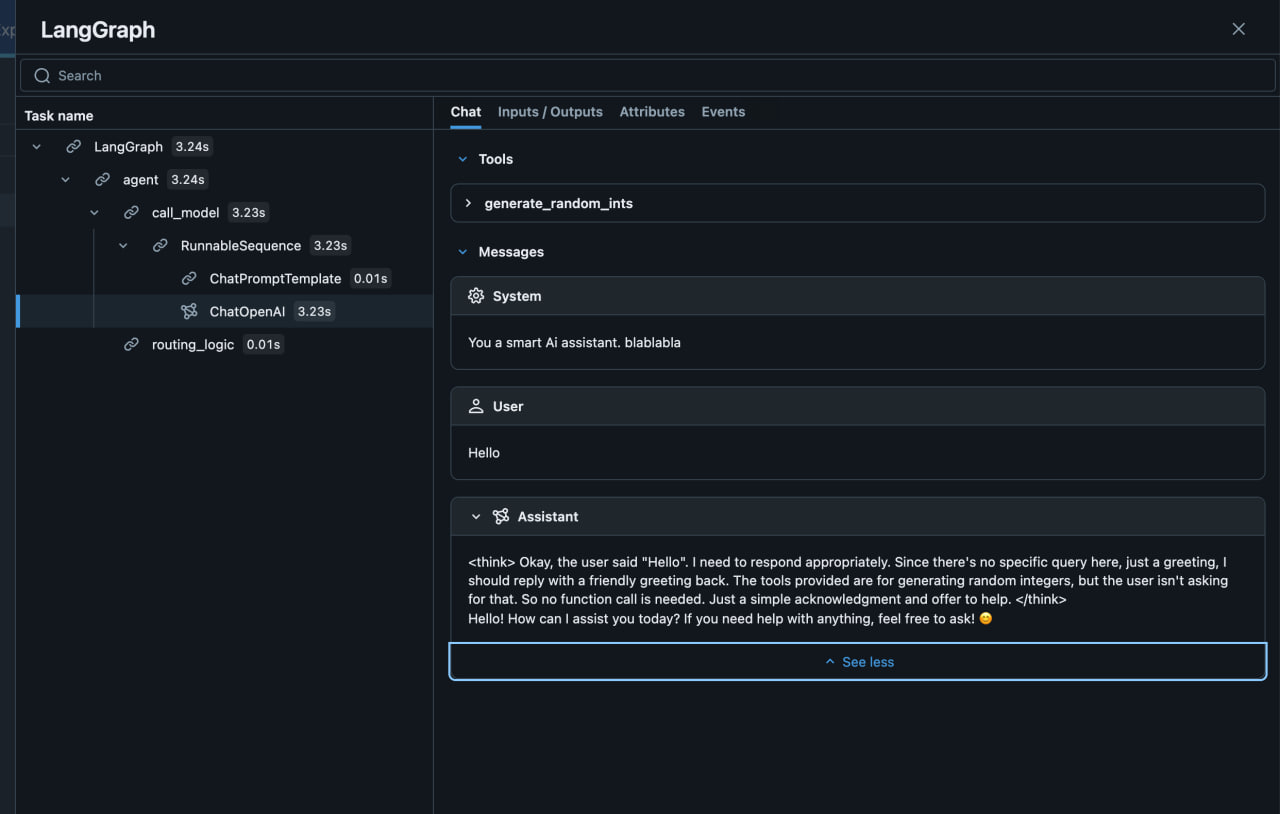 xp
LangGraph
Search
Task name
LangGraph 3.24s
agent 3.24s
call_model 3.23s
RunnableSequence 3.23s
ChatPromptTemplate 0.01s
ChatOpenAI 3.23s
routing_logic 0.01s
Chat Inputs / Outputs Attributes Events
Tools
generate_random_ints
Messages
System
You a smart Ai assistant. blablabla
User
Hello
Assistant
<think> Okay, the user said "Hello". I need to respond appropriately. Since there's no specific query here, just a greeting, I
should reply with a friendly greeting back. The tools provided are for generating random integers, but the user isn't asking
for that. So no function call is needed. Just a simple acknowledgment and offer to help. </think>
Hello! How can I assist you today? If you need help with anything, feel free to ask! 😊
See less